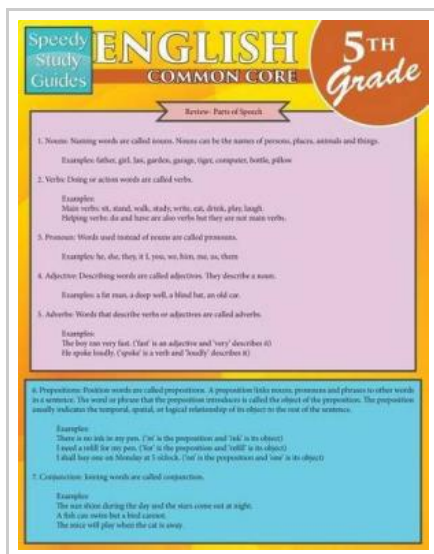 Speedy
Study
Guides
ENGLISH
COMMON CORE
5TH
Grade
Review- Parts of Speech
1. Nouns: Naming words are called nouns. Nouns can be the names of persons, places, animals and things.
Examples: father, girl, Jan, garden, garage, tiger, computer, bottle, pillow
2. Verbs: Doing or action words are called verbs.
Examples:
Main verbs: sit, stand, walk, study, write, eat, drink, play, laugh
Helping verbs: do and have are also verbs but they are not main verbs.
3. Pronoun: Words used instead of nouns are called pronouns.
Examples: he, she, they, it I, you, we, him, me, us, them
4. Adjective: Describing words are called adjectives. They describe a noun.
Examples: a fat man, a deep well, a blind bat, an old car.
5. Adverbs: Words that describe verbs or adjectives are called adverbs.
Examples:
The boy ran very fast. ('fast' is an adjective and 'very' describes it)
He spoke loudly. ('spoke' is a verb and 'loudly' describes it)
6. Prepositions: Position words are called prepositions. A preposition links nouns, pronouns and phrases to other words
in a sentence. The word or phrase that the preposition introduces is called the object of the preposition. The preposition
usually indicates the temporal, spatial, or logical relationship of its object to the rest of the sentence.
Examples:
There is no ink in my pen. ('in' is the preposition and 'ink' is its object)
I need a refill for my pen. ('for' is the preposition and 'refill' is its object)
I shall buy one on Monday at 5 o'clock. ('on' is the preposition and 'one' is its object)
7. Conjunction: Joining words are called conjunction.
Examples:
The sun shine during the day and the stars come out at night.
A fish can swim but a bird cannot.
The mice will play when the cat is away.